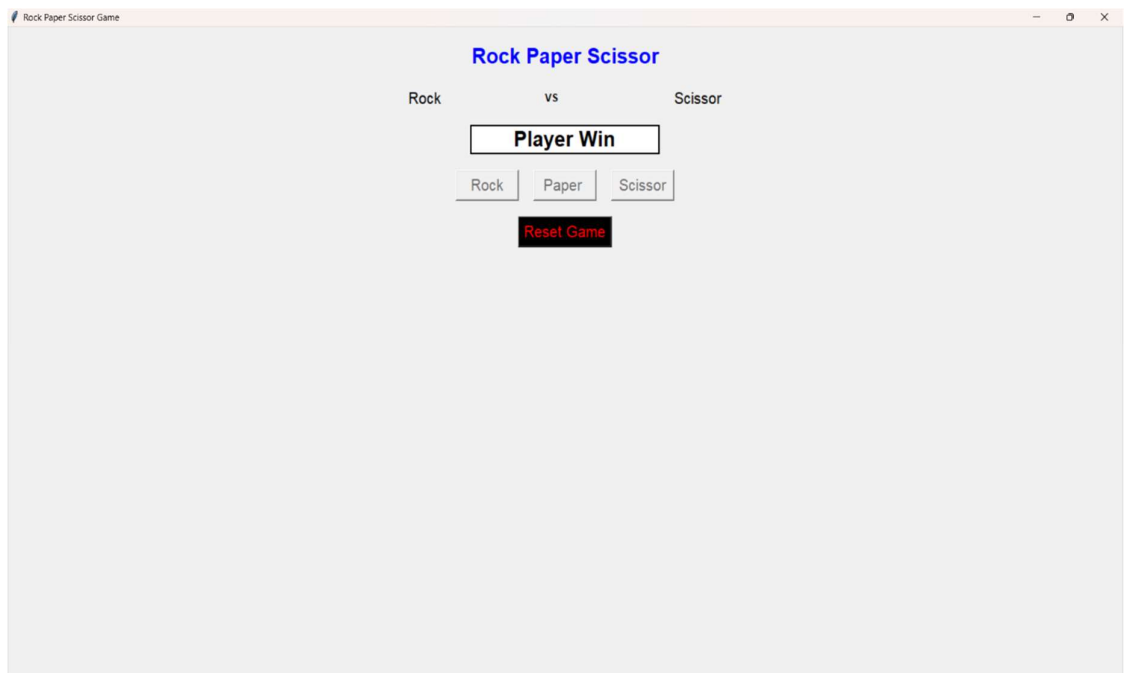 Rock Paper Scissor Game
Rock Paper Scissor
Rock vs Scissor
Player Win
Rock Paper Scissor
Reset Game